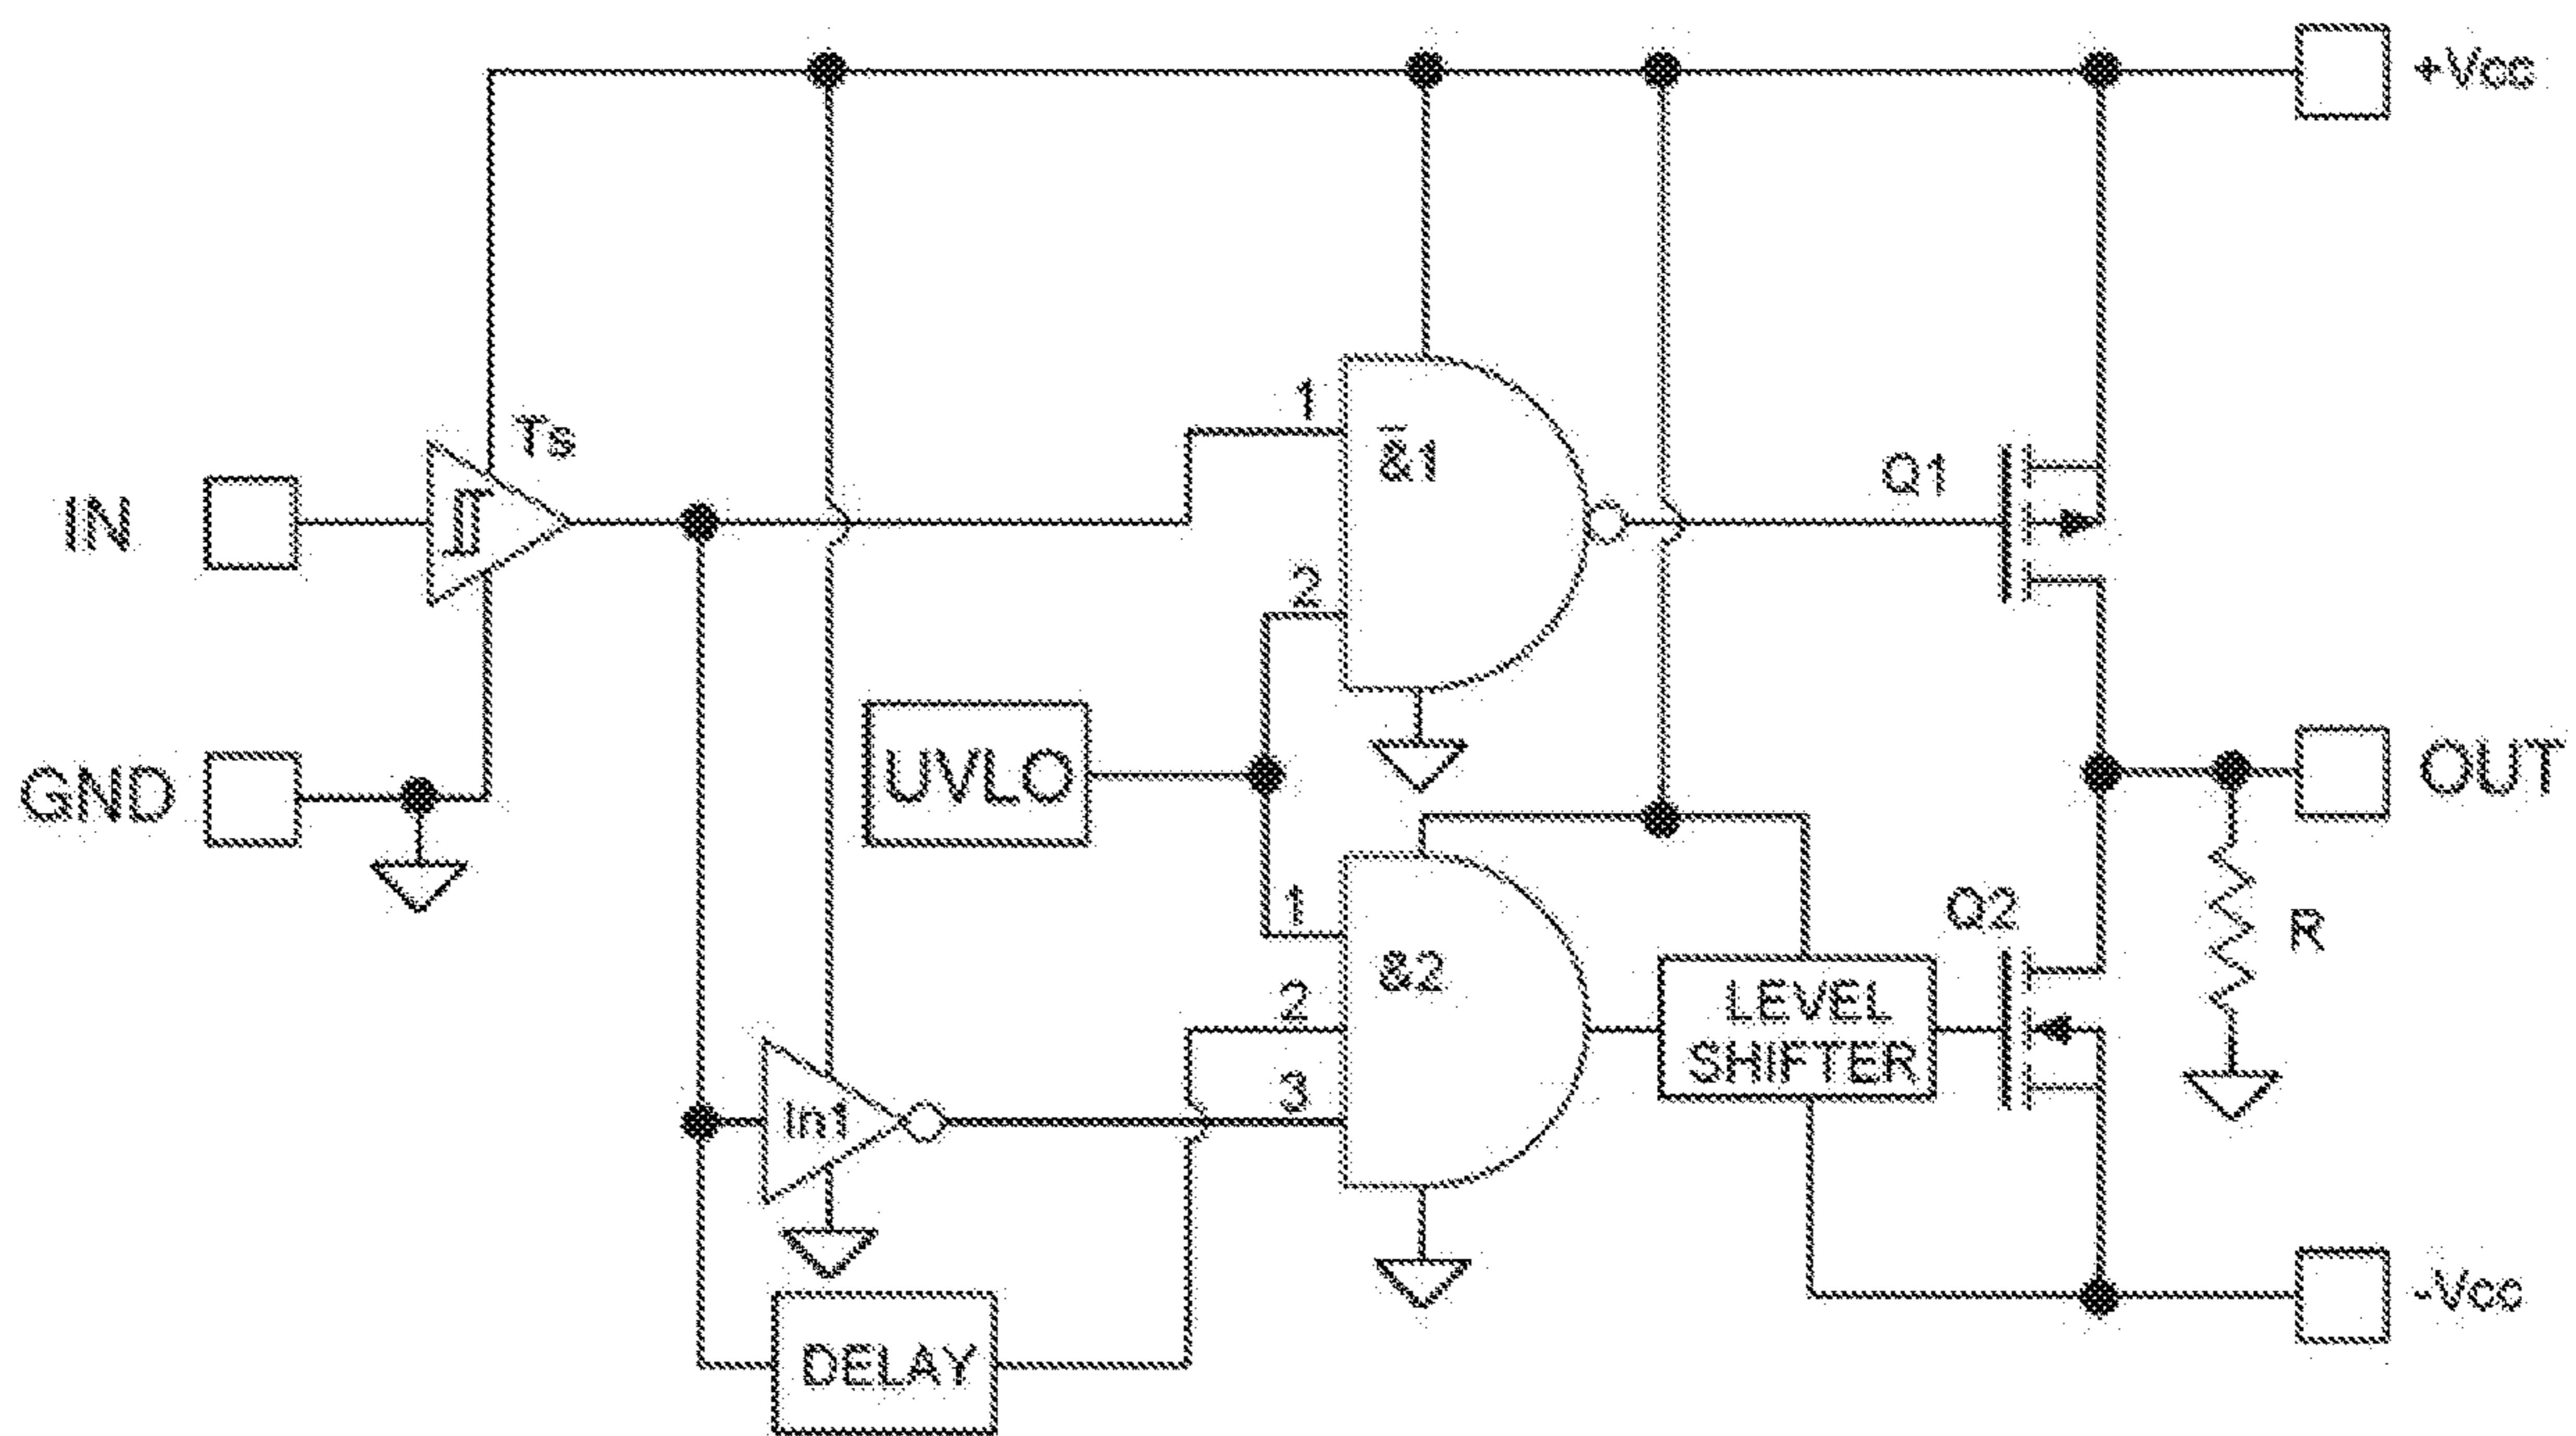 +Vcc
Ts
1
&1
Q1
IN
2
GND
UVLO
OUT
1
&2
Q2
R
2
LEVEL
SHIFTER
3
In1
-Vcc
DELAY